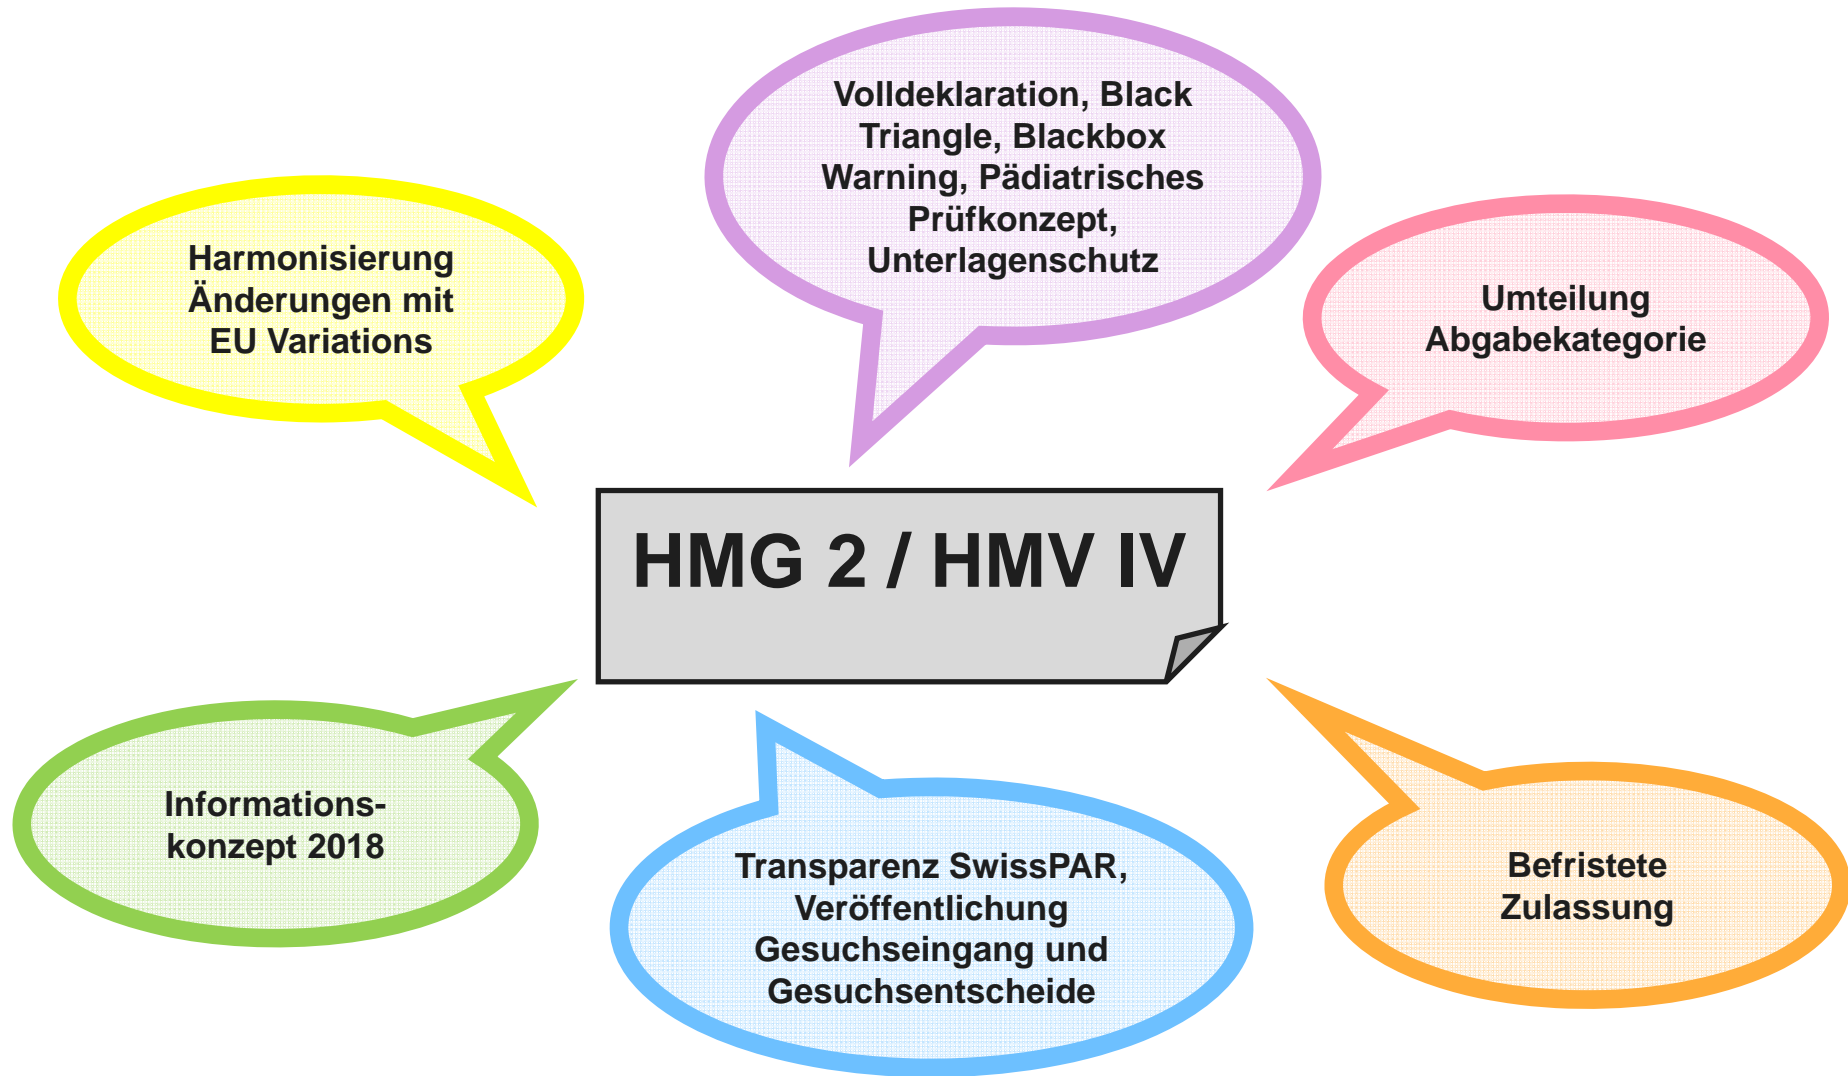 Volldeklaration, Black
Triangle, Blackbox
Warning, Pädiatrisches
Prüfkonzept,
Unterlagenschutz
Harmonisierung
Änderungen mit
EU Variations
Umteilung
Abgabekategorie
HMG 2 / HMV IV
Informations-
konzept 2018
Transparenz SwissPAR,
Veröffentlichung
Gesuchseingang und
Gesuchsentscheide
Befristete
Zulassung